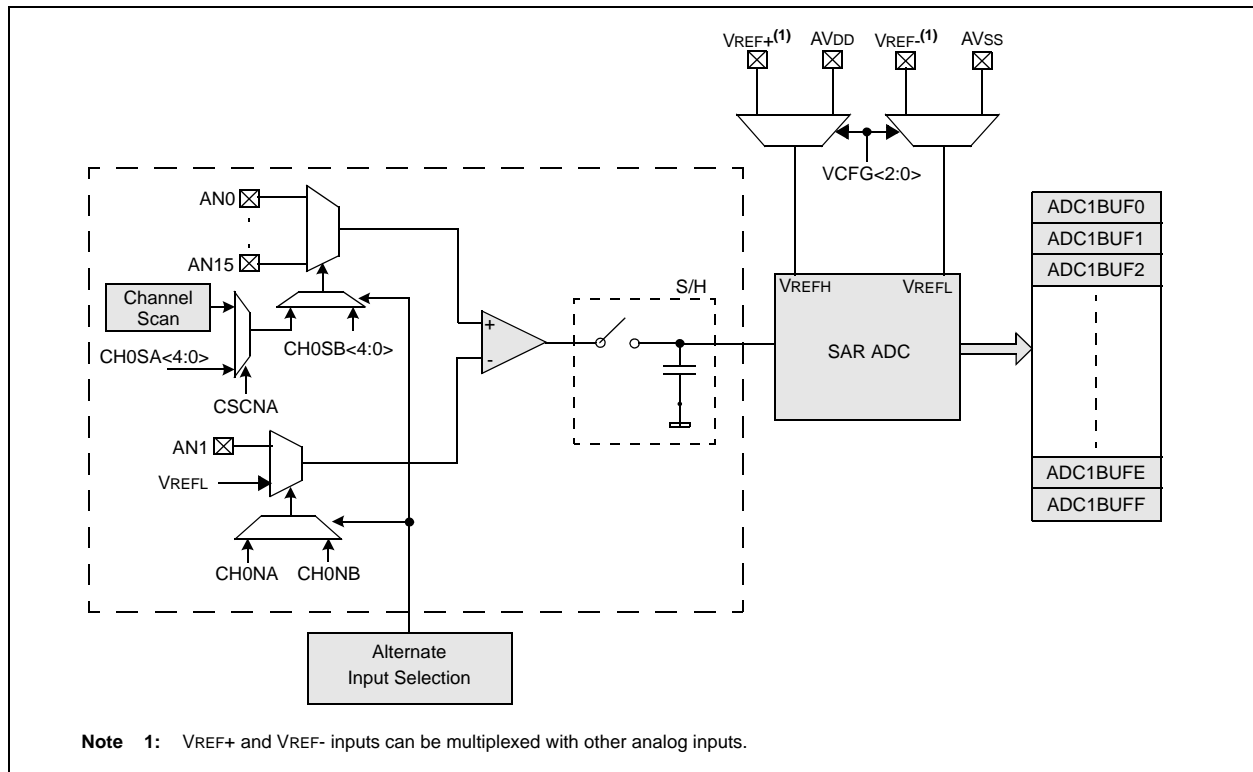 VREF+(1) AVDD VREF-(1) AVSS
VCFG<2:0>
AN0
AN15
Channel
Scan
CH0SA<4:0>
CH0SB<4:0>
CSCNA
AN1
VREFL
CH0NA CH0NB
+
-
S/H
VREFH VREFL
SAR ADC
ADC1BUF0
ADC1BUF1
ADC1BUF2
ADC1BUFE
ADC1BUFF
Alternate
Input Selection
Note 1: VREF+ and VREF- inputs can be multiplexed with other analog inputs.